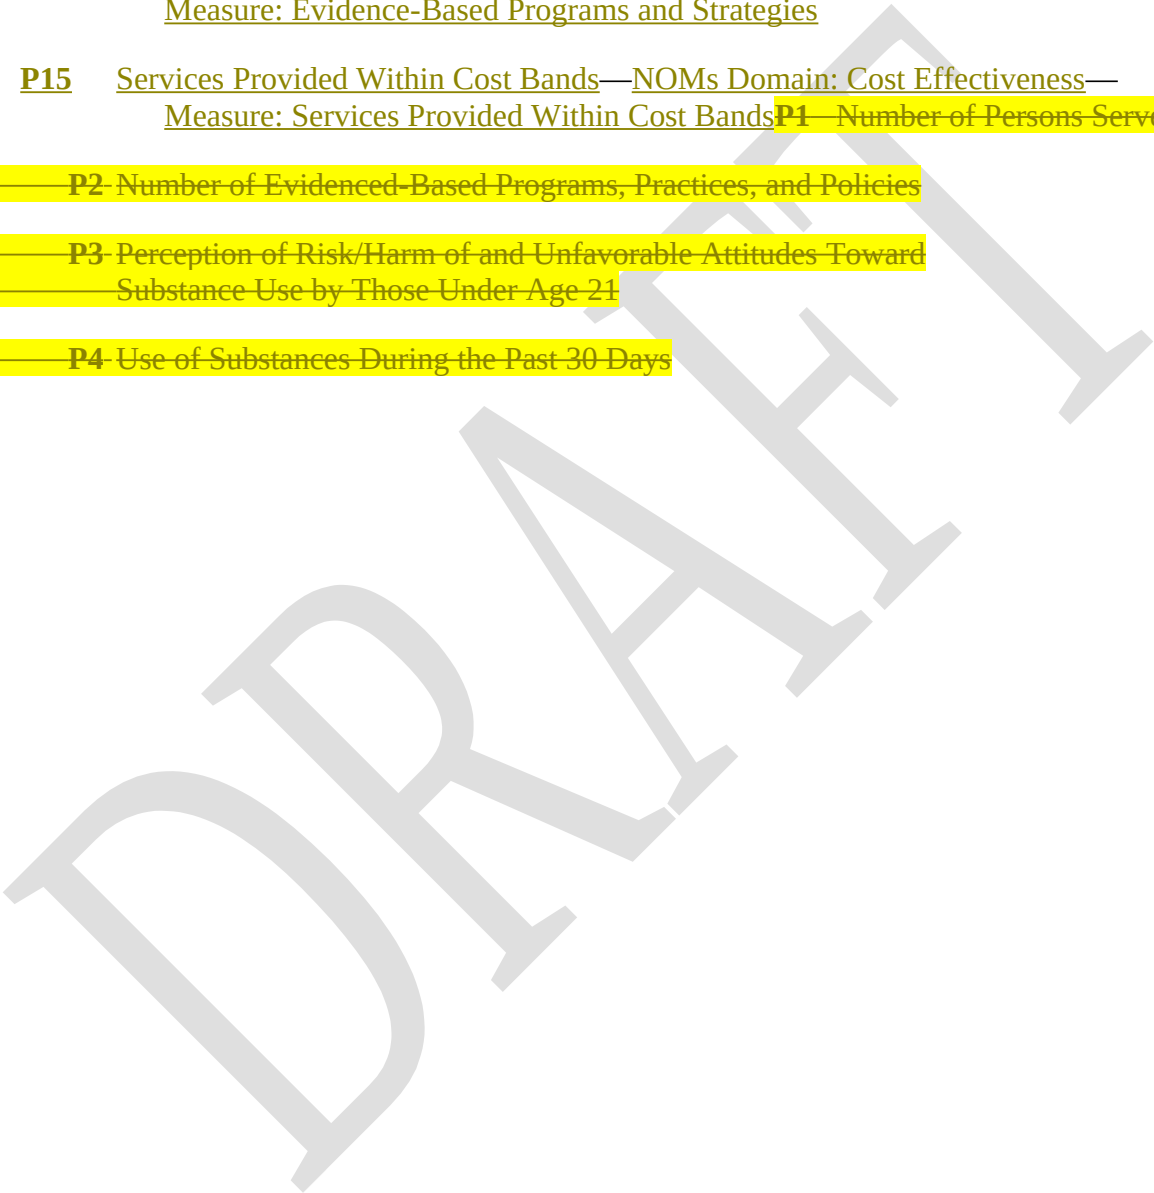 Measure: Evidence-Based Programs and Strategies
P15 Services Provided Within Cost Bands—NOMs Domain: Cost Effectiveness—
Measure: Services Provided Within Cost BandsP1 Number of Persons
P2 Number of Evidenced-Based Programs, Practices, and Policies
P3 Perception of Risk/Harm of and Unfavorable Attitudes Toward
Substance Use by Those Under Age 21
P4 Use of Substances During the Past 30 Days
DRAFT